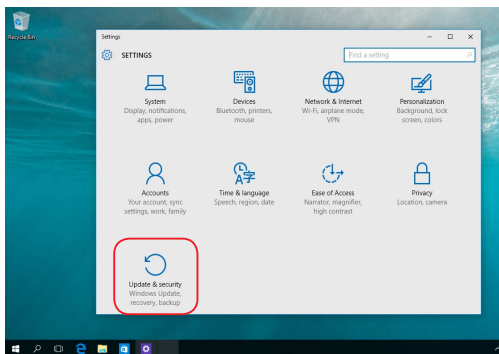 Recycle Bin
Settings
SETTINGS
Find a setting
System
Display, notifications,
apps, power
Devices
Bluetooth, printers,
mouse
Network & Internet
Wi-Fi, airplane mode,
VPN
Personalization
Background, lock
screen, colors
Accounts
Your account, sync
settings, work, family
Time & language
Speech, region, date
Ease of Access
Narrator, magnifier,
high contrast
Privacy
Location, camera
Update & security
Windows Update,
recovery, backup